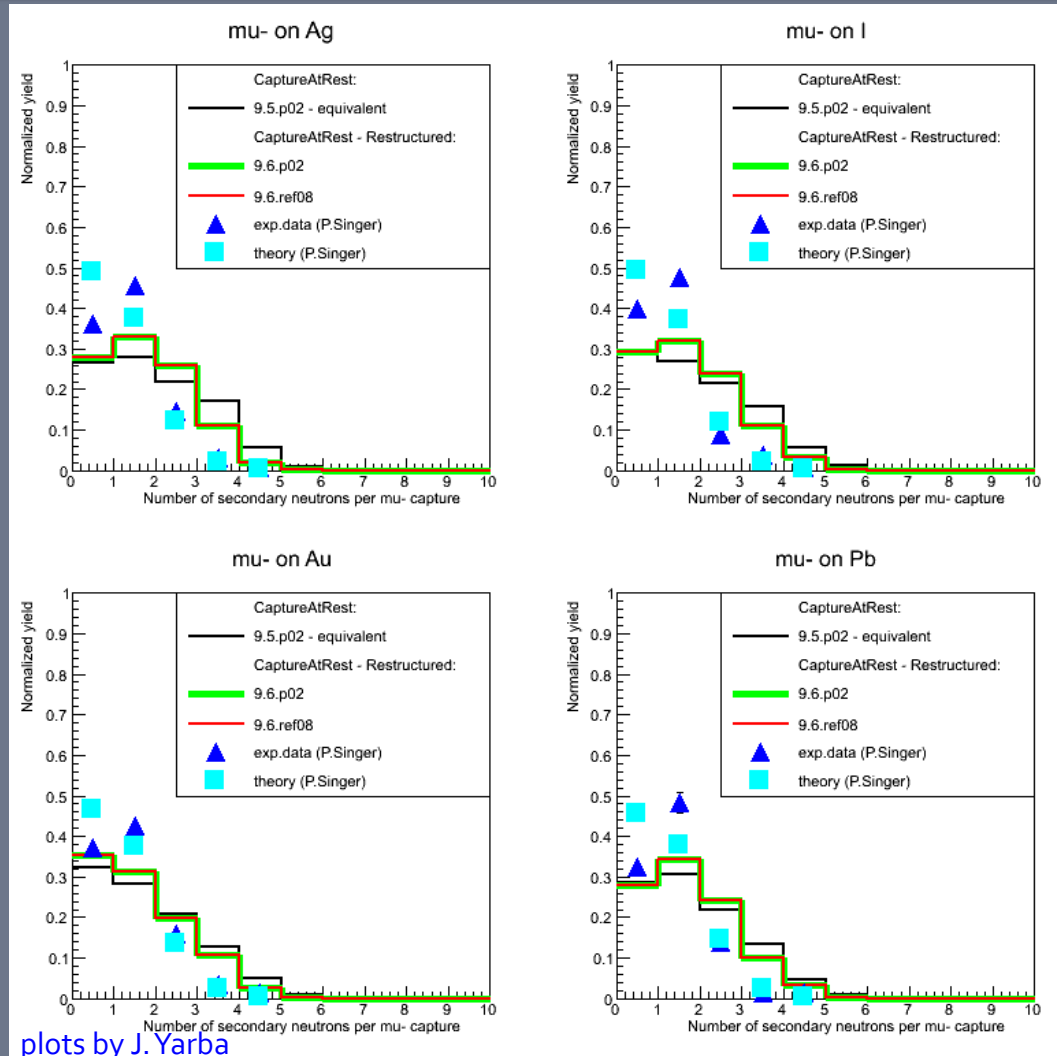 mu- on Ag
Normalized yield
1
0.9
0.8
0.7
0.6
0.5
0.4
0.3
0.2
0.1
0
CaptureAtRest:
9.5.p02 - equivalent
CaptureAtRest - Restructured:
9.6.p02
9.6.ref08
exp.data (P.Singer)
theory (P.Singer)
0 1 2 3 4 5 6 7 8 9 10
Number of secondary neutrons per mu- capture
mu- on I
Normalized yield
1
0.9
0.8
0.7
0.6
0.5
0.4
0.3
0.2
0.1
0
CaptureAtRest:
9.5.p02 - equivalent
CaptureAtRest - Restructured:
9.6.p02
9.6.ref08
exp.data (P.Singer)
theory (P.Singer)
0 1 2 3 4 5 6 7 8 9 10
Number of secondary neutrons per mu- capture
mu- on Au
Normalized yield
1
0.9
0.8
0.7
0.6
0.5
0.4
0.3
0.2
0.1
0
CaptureAtRest:
9.5.p02 - equivalent
CaptureAtRest - Restructured:
9.6.p02
9.6.ref08
exp.data (P.Singer)
theory (P.Singer)
0 1 2 3 4 5 6 7 8 9 10
Number of secondary neutrons per mu- capture
mu- on Pb
Normalized yield
1
0.9
0.8
0.7
0.6
0.5
0.4
0.3
0.2
0.1
0
CaptureAtRest:
9.5.p02 - equivalent
CaptureAtRest - Restructured:
9.6.p02
9.6.ref08
exp.data (P.Singer)
theory (P.Singer)
0 1 2 3 4 5 6 7 8 9 10
Number of secondary neutrons per mu- capture
plots by J. Yarba